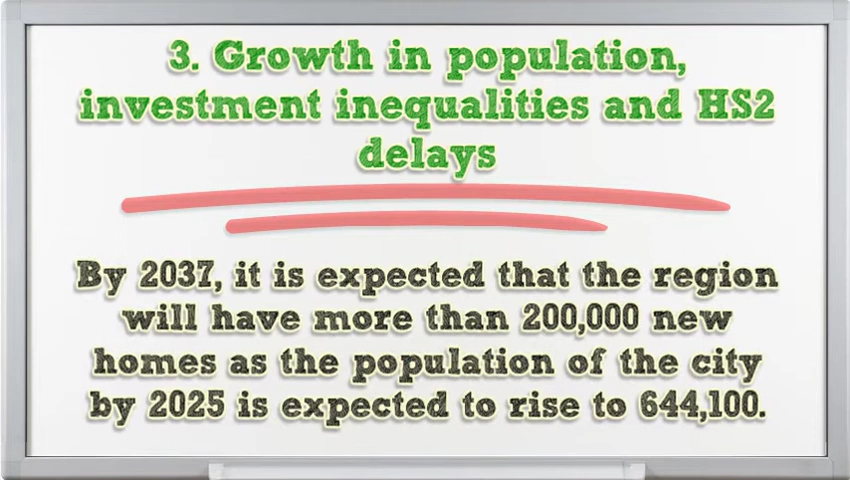 3. Growth in population,
investment inequalities and HS2
delays
By 2037, it is expected that the region
will have more than 200,000 new
homes as the population of the city
by 2025 is expected to rise to 644,100.